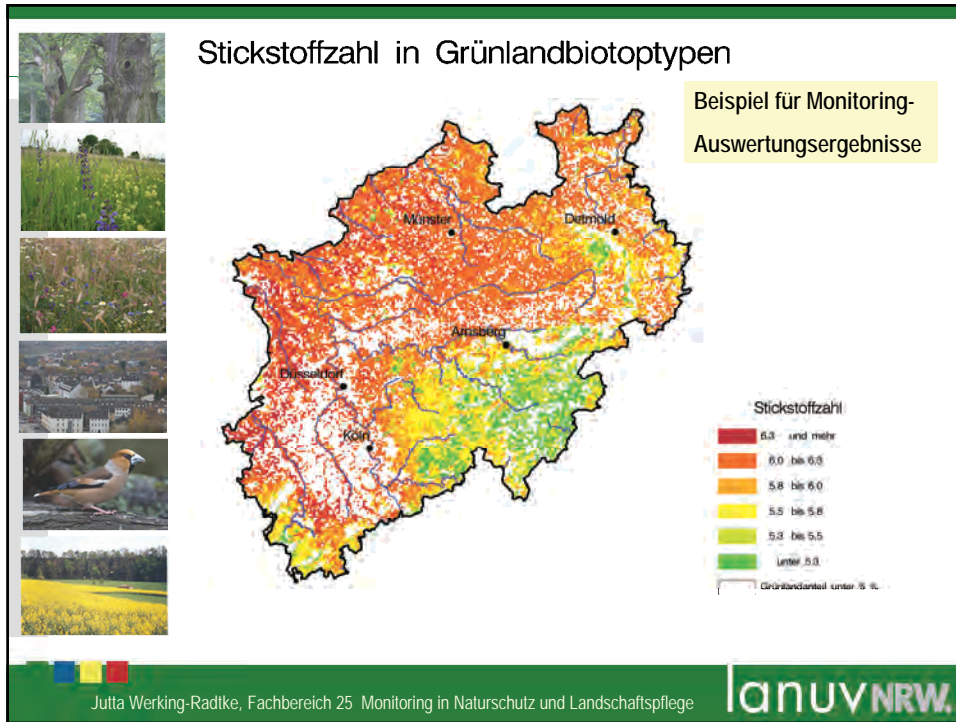 Stickstoffzahl in Grünlandbiotoptypen
Beispiel für Monitoring-
Auswertungsergebnisse
Münster
Detmold
Arnsberg
Düsseldorf
Köln
Stickstoffzahl
6.3 und mehr
6.0 bis 6.3
5.8 bis 6.0
5.5 bis 5.8
5.3 bis 5.5
unter 5.3
Grünlandanteil unter 5 %
Jutta Werking-Radtke, Fachbereich 25 Monitoring in Naturschutz und Landschaftspflege
lanuv NRW.